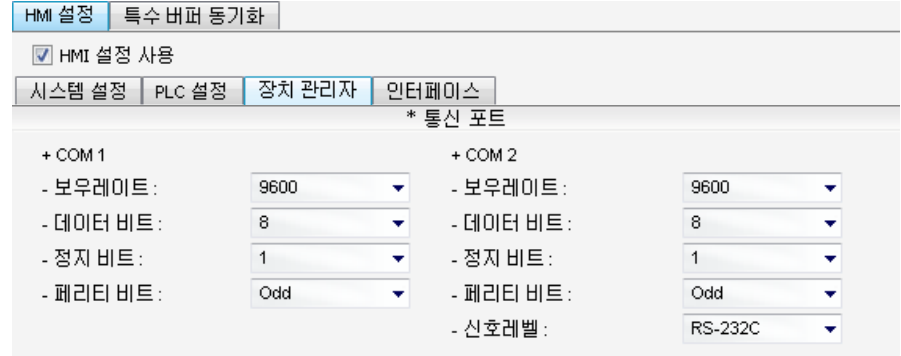 HMI 설정 특수 버퍼 동기화
HMI 설정 사용
시스템 설정 PLC 설정 장치 관리자 인터페이스
* 통신 포트
+ COM 1 + COM 2
- 보우레이트 : 9600 - 보우레이트 : 9600
- 데이터 비트 : 8 - 데이터 비트 : 8
- 정지 비트 : 1 - 정지 비트 : 1
- 페리티 비트 : Odd - 페리티 비트 : Odd
- 신호레벨 : RS-232C